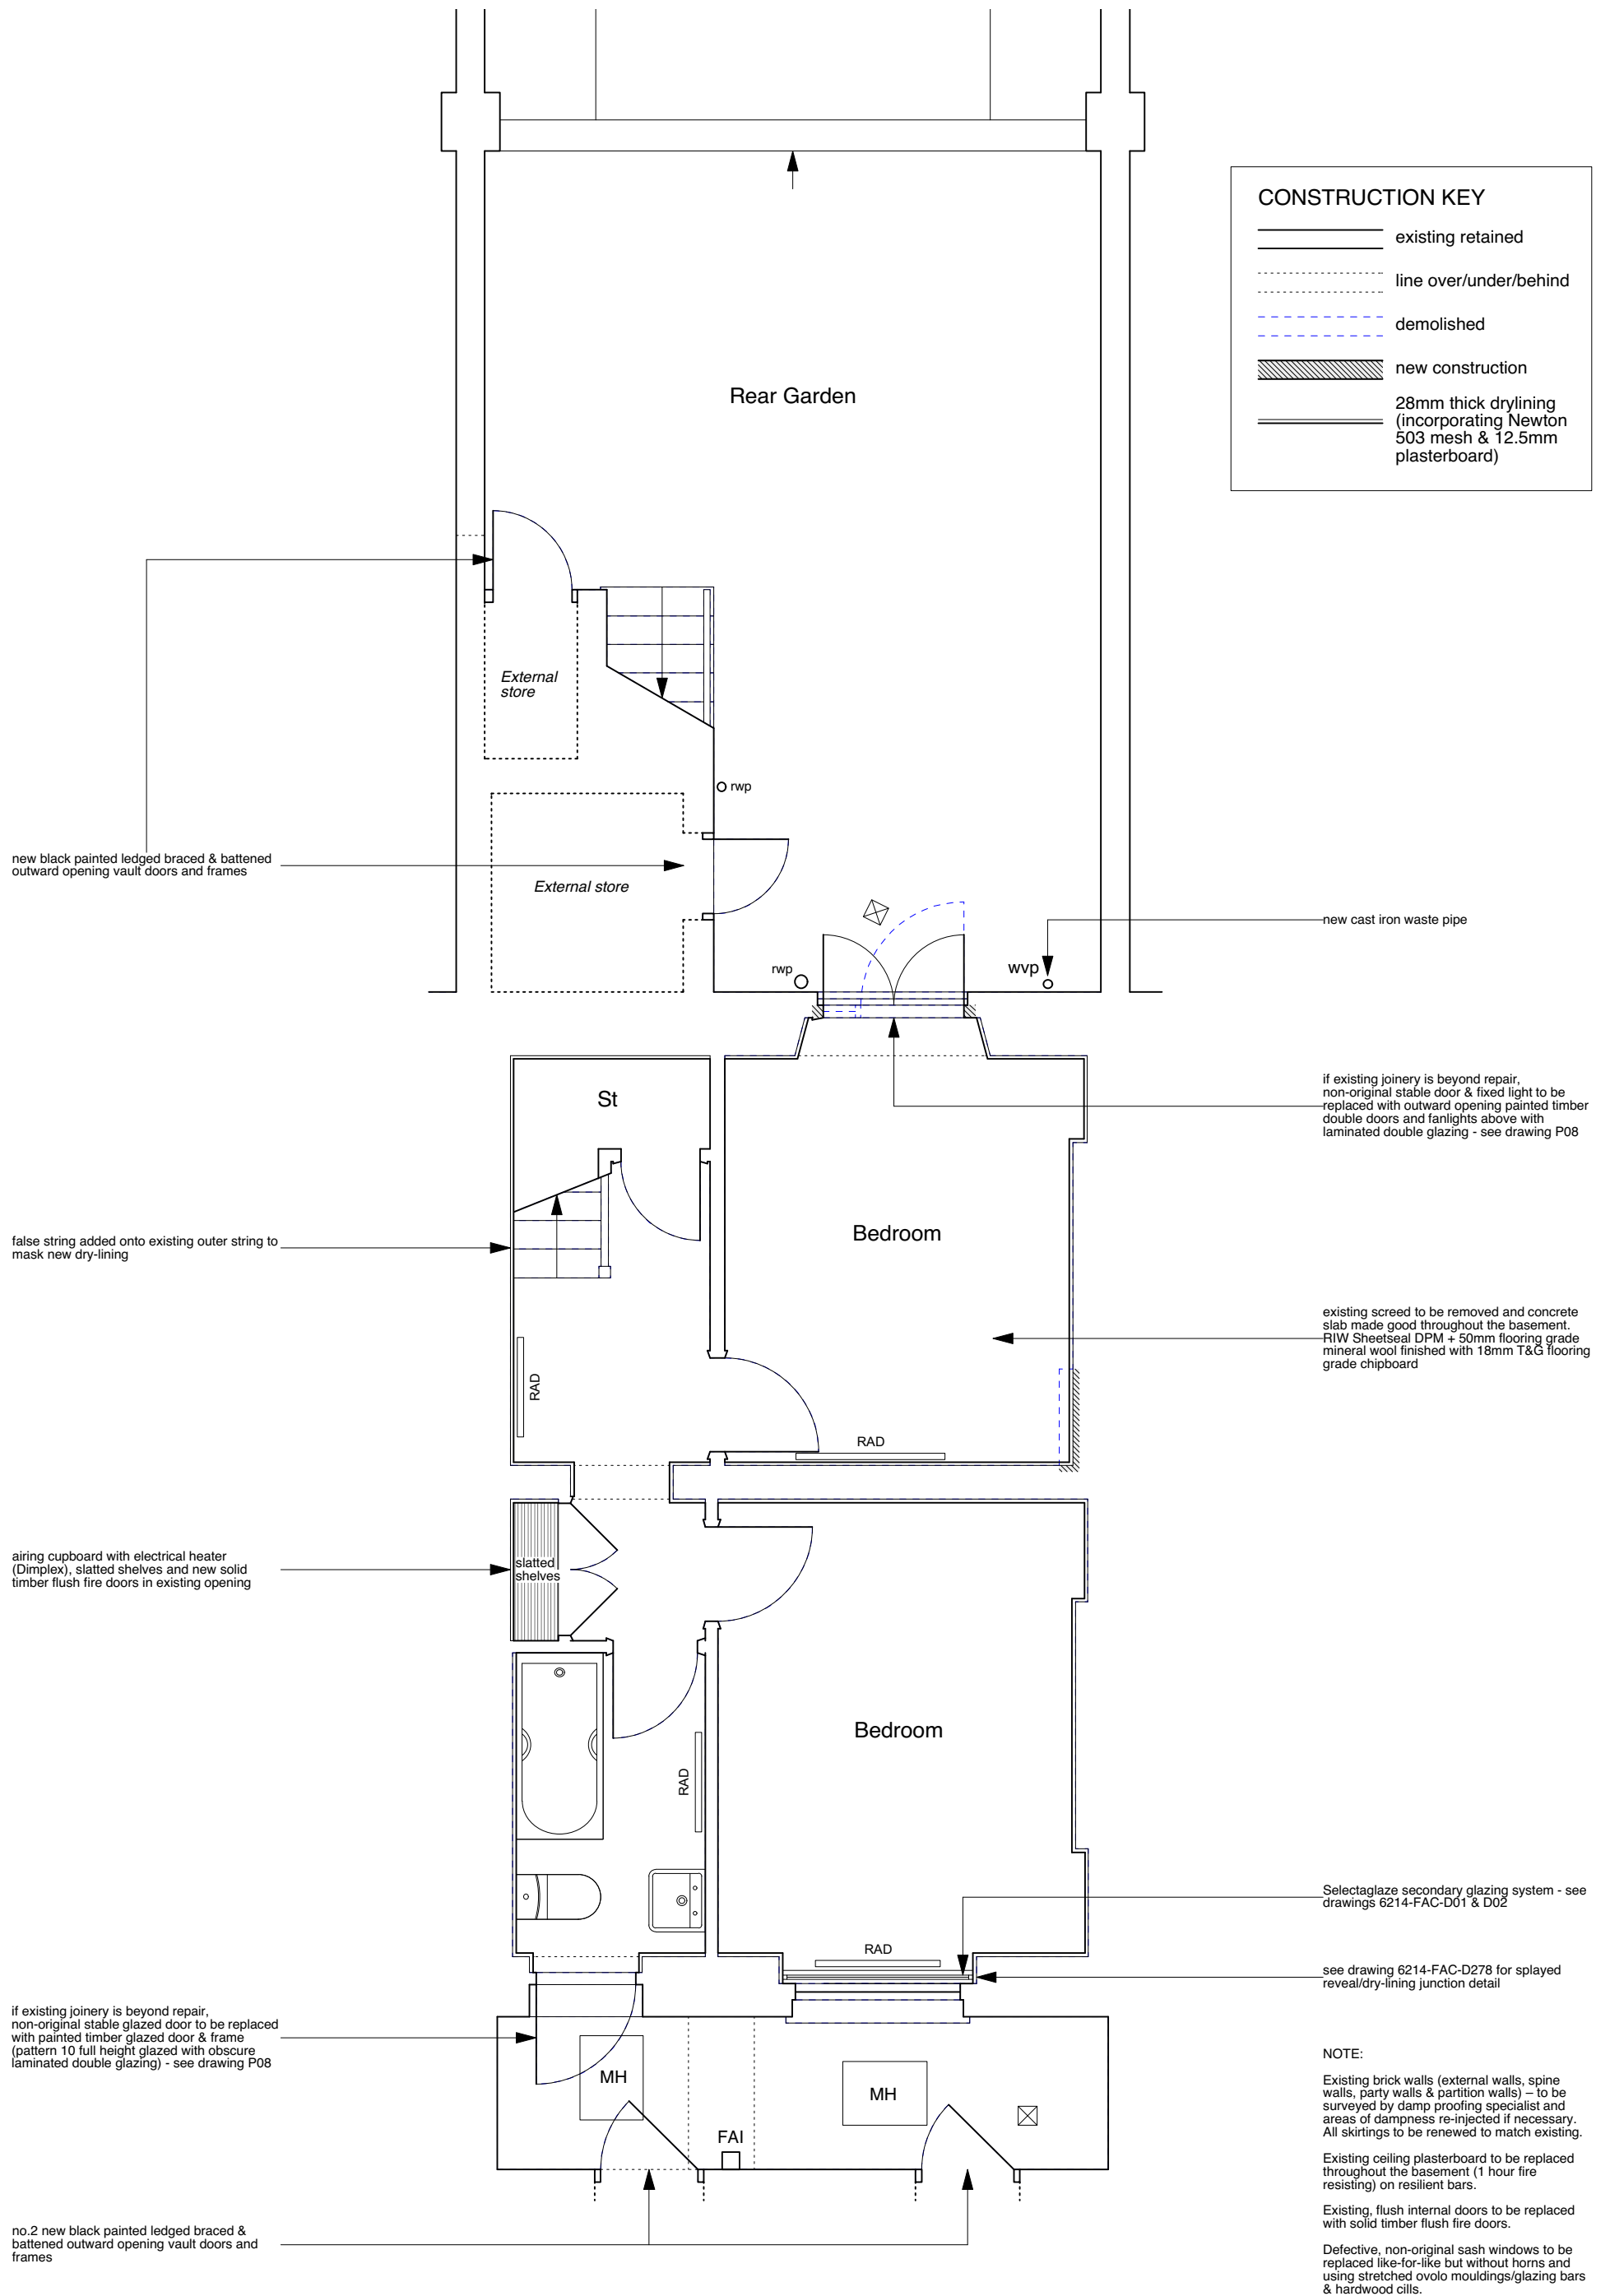 CONSTRUCTION KEY
existing retained
line over/under/behind
demolished
new construction
28mm thick drylining
(incorporating Newton
503 mesh & 12.5mm
plasterboard)
Rear Garden
External
store
rwp
new black painted ledged braced & battened
outward opening vault doors and frames
External store
new cast iron waste pipe
rwp
wvp
if existing joinery is beyond repair,
non-original stable door & fixed light to be
replaced with outward opening painted timber
double doors and fanlights above with
laminated double glazing - see drawing P08
St
Bedroom
false string added onto existing outer string to
mask new dry-lining
existing screed to be removed and concrete
slab made good throughout the basement.
RIW Sheetseal DPM + 50mm flooring grade
mineral wool finished with 18mm T&G flooring
grade chipboard
RAD
RAD
airing cupboard with electrical heater
(Dimplex), slatted shelves and new solid
timber flush fire doors in existing opening
slatted
shelves
Bedroom
RAD
Selectaglaze secondary glazing system - see
drawings 6214-FAC-D01 & D02
RAD
see drawing 6214-FAC-D278 for splayed
reveal/dry-lining junction detail
if existing joinery is beyond repair,
non-original stable glazed door to be replaced
with painted timber glazed door & frame
(pattern 10 full height glazed with obscure
laminated double glazing) - see drawing P08
MH
MH
FAI
no.2 new black painted ledged braced &
battened outward opening vault doors and
frames
NOTE:
Existing brick walls (external walls, spine
walls, party walls & partition walls) – to be
surveyed by damp proofing specialist and
areas of dampness re-injected if necessary.
All skirtings to be renewed to match existing.
Existing ceiling plasterboard to be replaced
throughout the basement (1 hour fire
resisting) on resilient bars.
Existing, flush internal doors to be replaced
with solid timber flush fire doors.
Defective, non-original sash windows to be
replaced like-for-like but without horns and
using stretched ovolo mouldings/glazing bars
& hardwood cills.